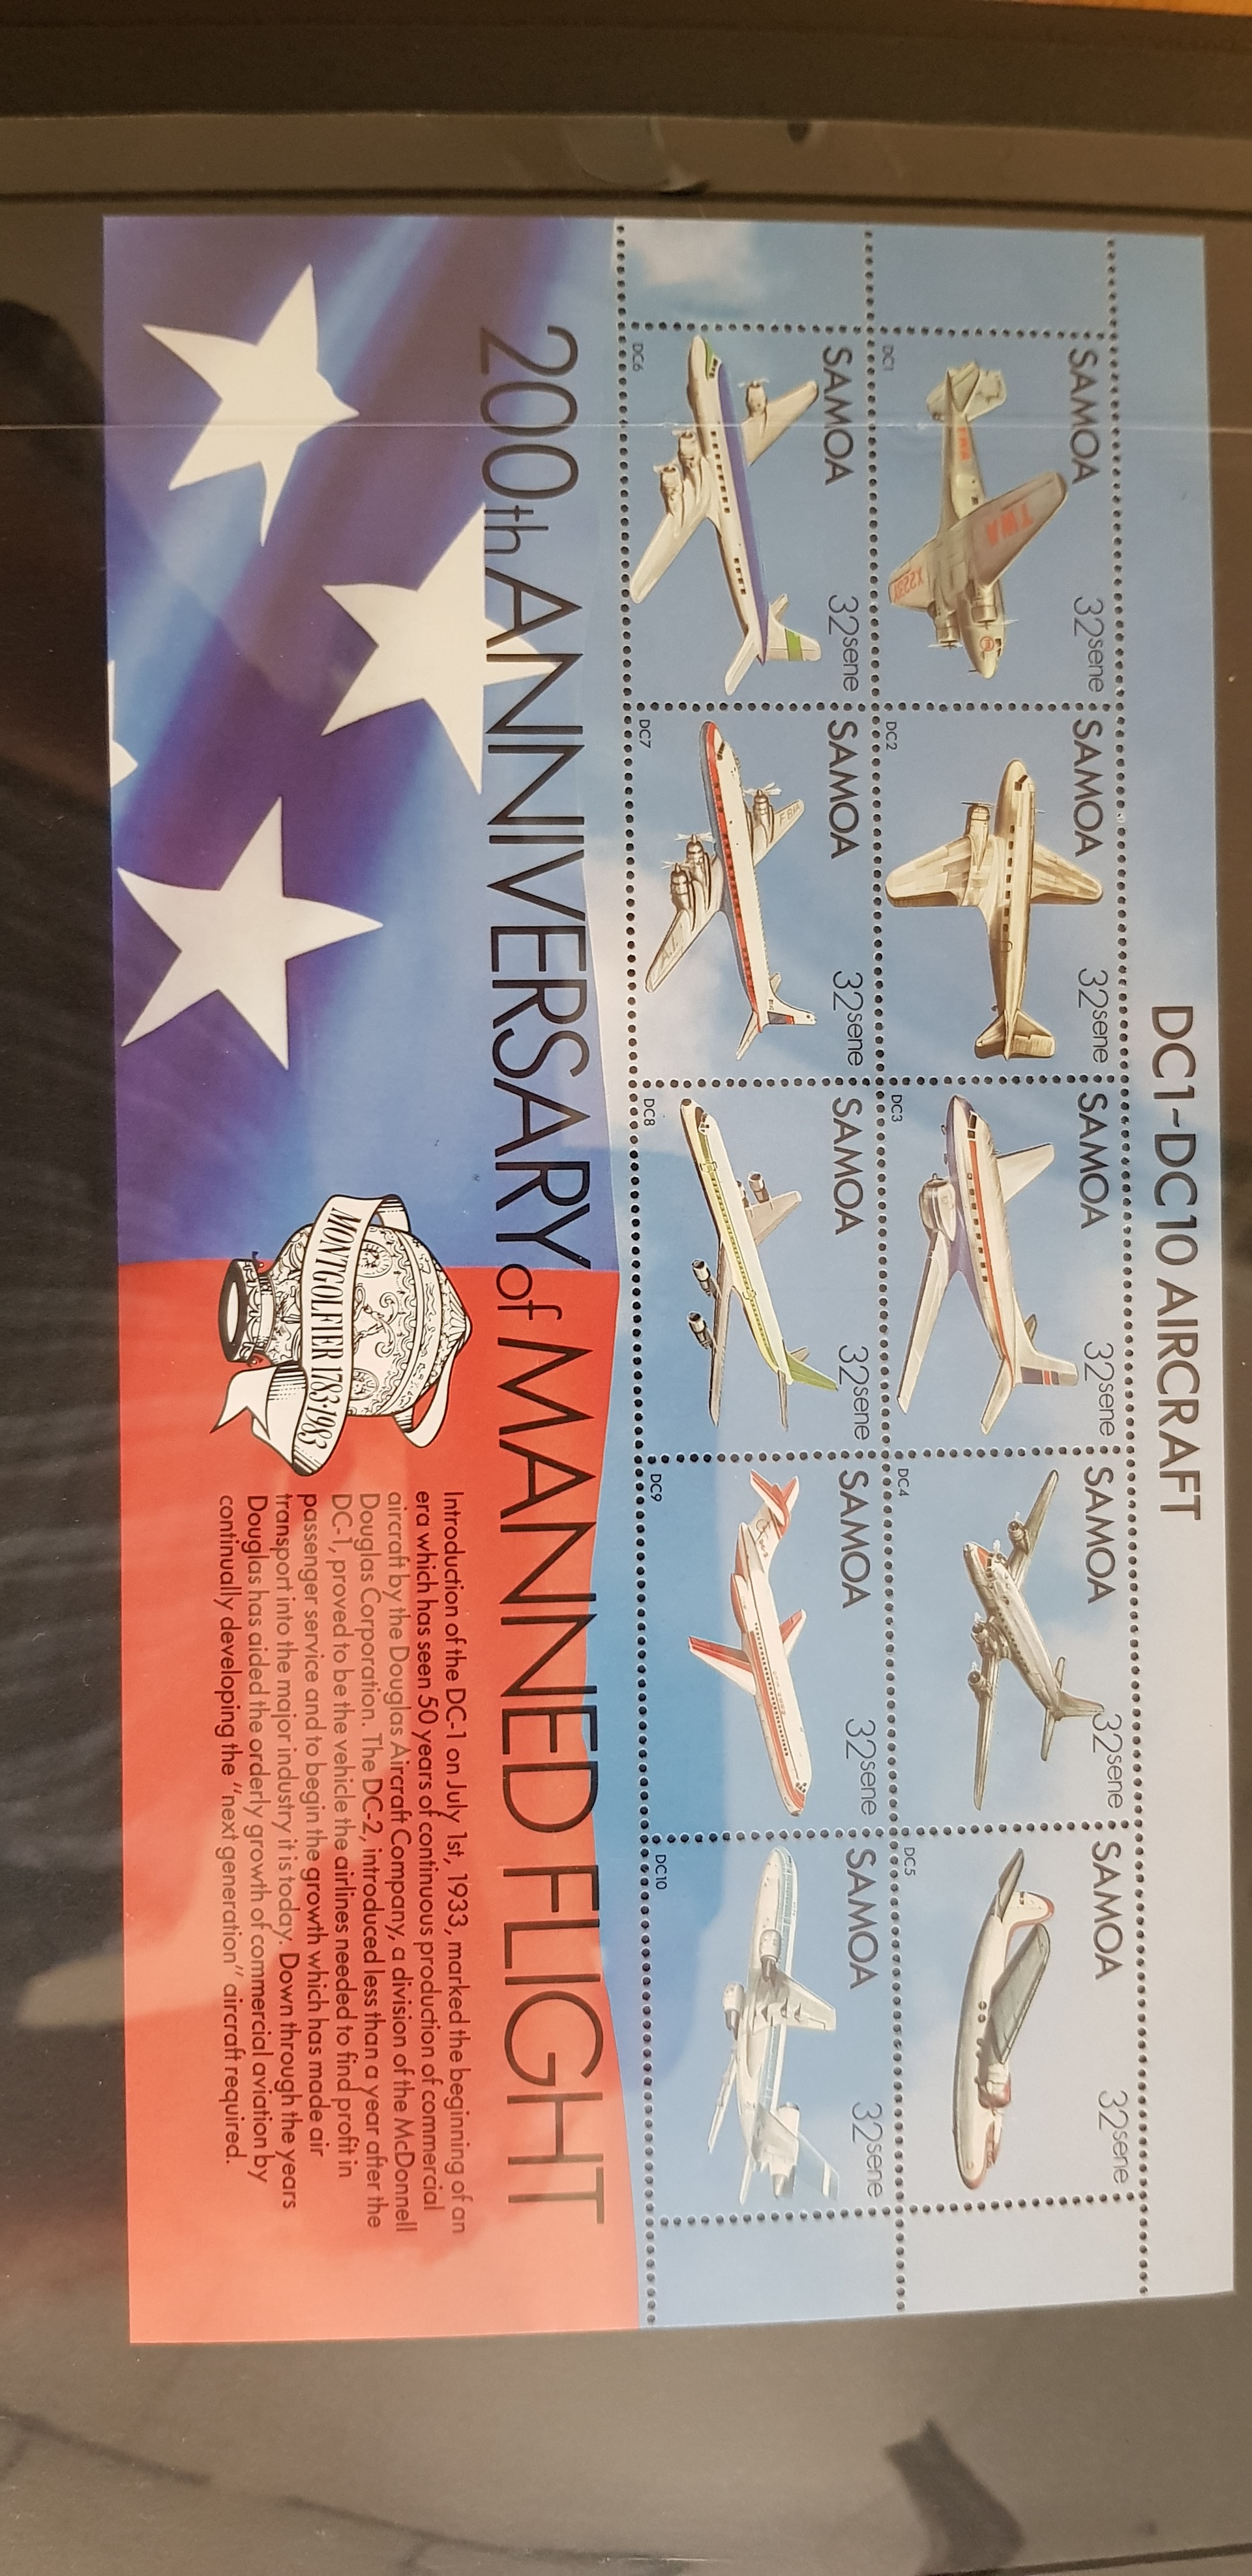 DC1-DC10 AIRCRAFT
SAMOA
32sene
DC1
TWA
TWA
X223Y
SAMOA
32sene
DC2
SAMOA
32sene
DC3
SAMOA
32sene
DC4
SAMOA
32sene
DC5
SAMOA
32sene
DC6
SAMOA
32sene
DC7
SAMOA
32sene
DC8
SAMOA
32sene
DC9
SAMOA
32sene
DC10
200th ANNIVERSARY of MANNED FLIGHT
MONTGOLFIER 1783·1983
Introduction of the DC-1 on July 1st, 1933, marked the beginning of an
era which has seen 50 years of continuous production of commercial
aircraft by the Douglas Aircraft Company, a division of the McDonnell
Douglas Corporation. The DC-2, introduced less than a year after the
DC-1, proved to be the vehicle the airlines needed to find profit in
passenger service and to begin the growth which has made air
transport into the major industry it is today. Down through the years
Douglas has aided the orderly growth of commercial aviation by
continually developing the "next generation" aircraft required.